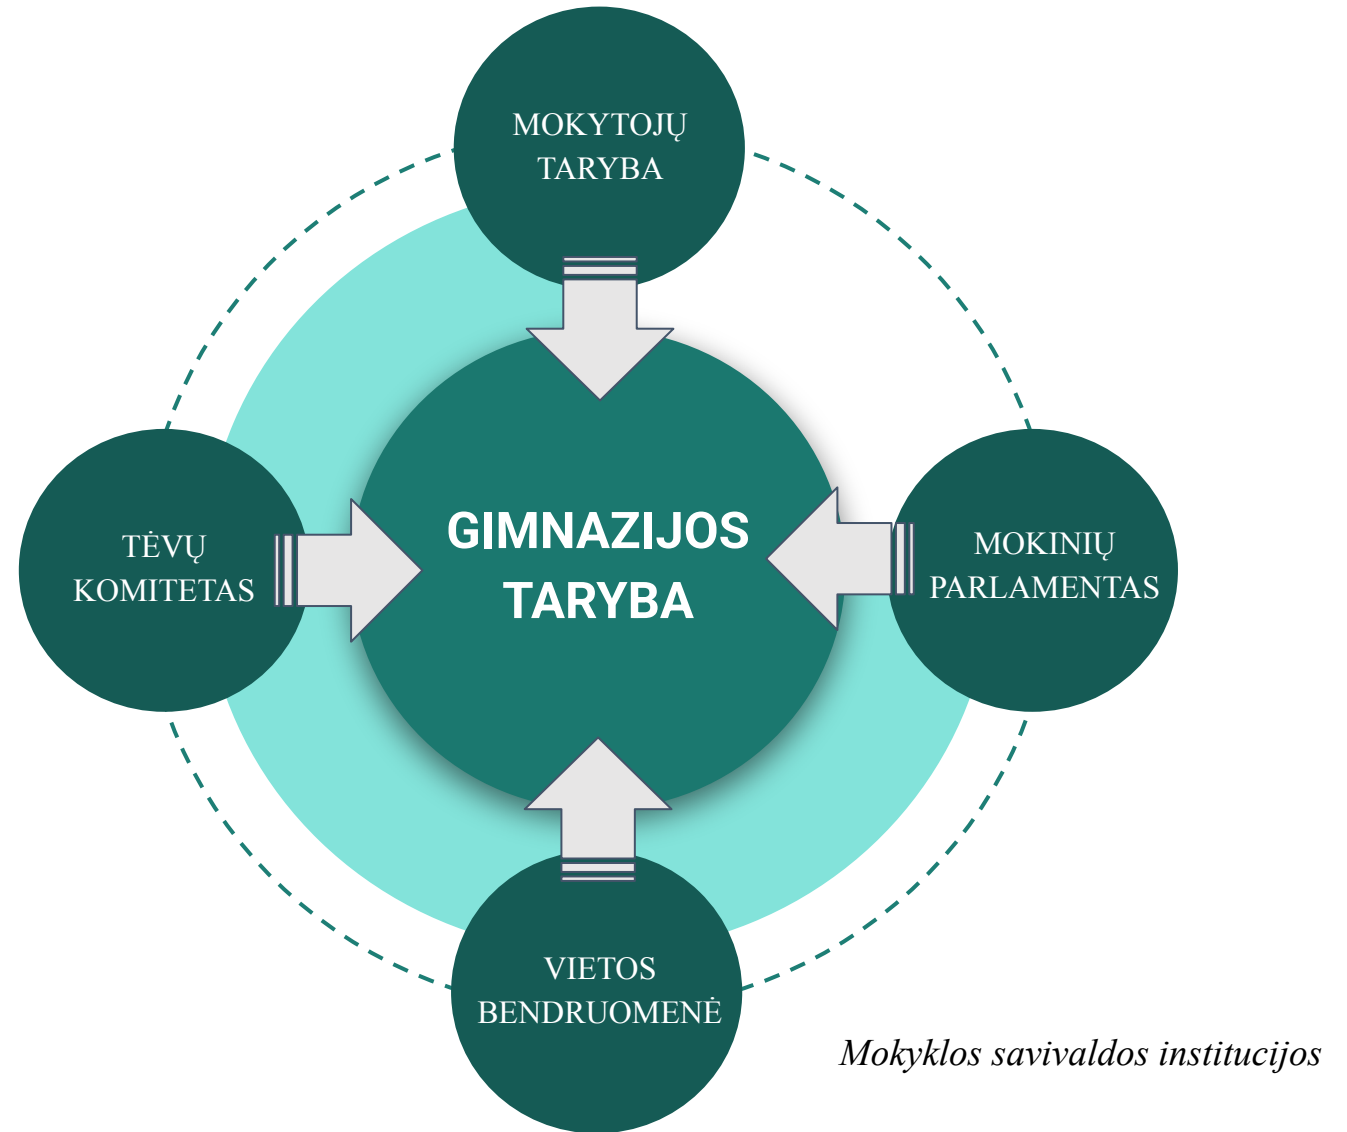 MOKYTOJŲ
TARYBA
TĖVŲ
KOMITETAS
GIMNAZIJOS
TARYBA
MOKINIŲ
PARLAMENTAS
VIETOS
BENDRUOMENĖ
Mokyklos savivaldos institucijos